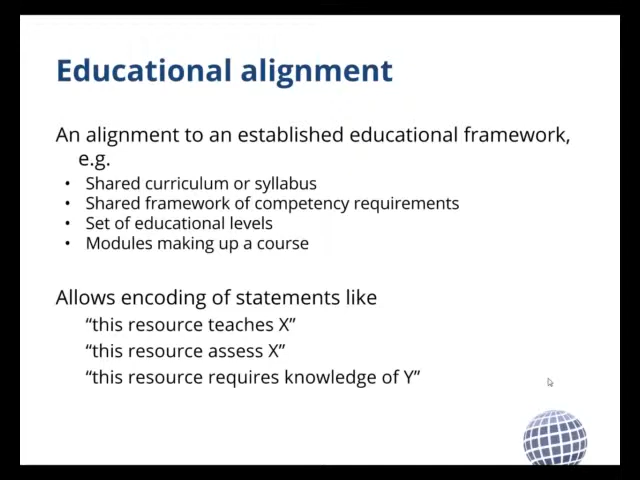 Educational alignment
An alignment to an established educational framework,
e.g.
• Shared curriculum or syllabus
• Shared framework of competency requirements
• Set of educational levels
• Modules making up a course
Allows encoding of statements like
“this resource teaches X”
“this resource assess X”
“this resource requires knowledge of Y”